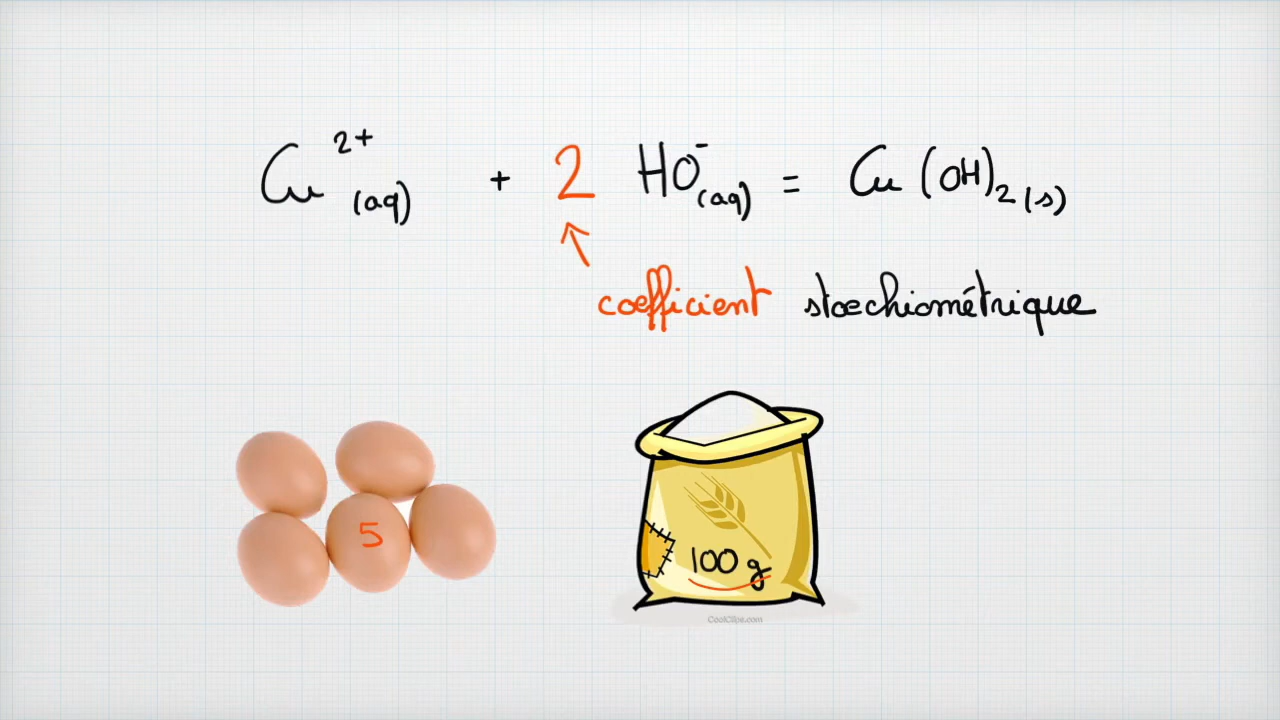 Cu²⁺(aq) + 2 HO⁻(aq) = Cu(OH)₂(s)
coefficient stœchiométrique
5
100 g
CoolClips.com